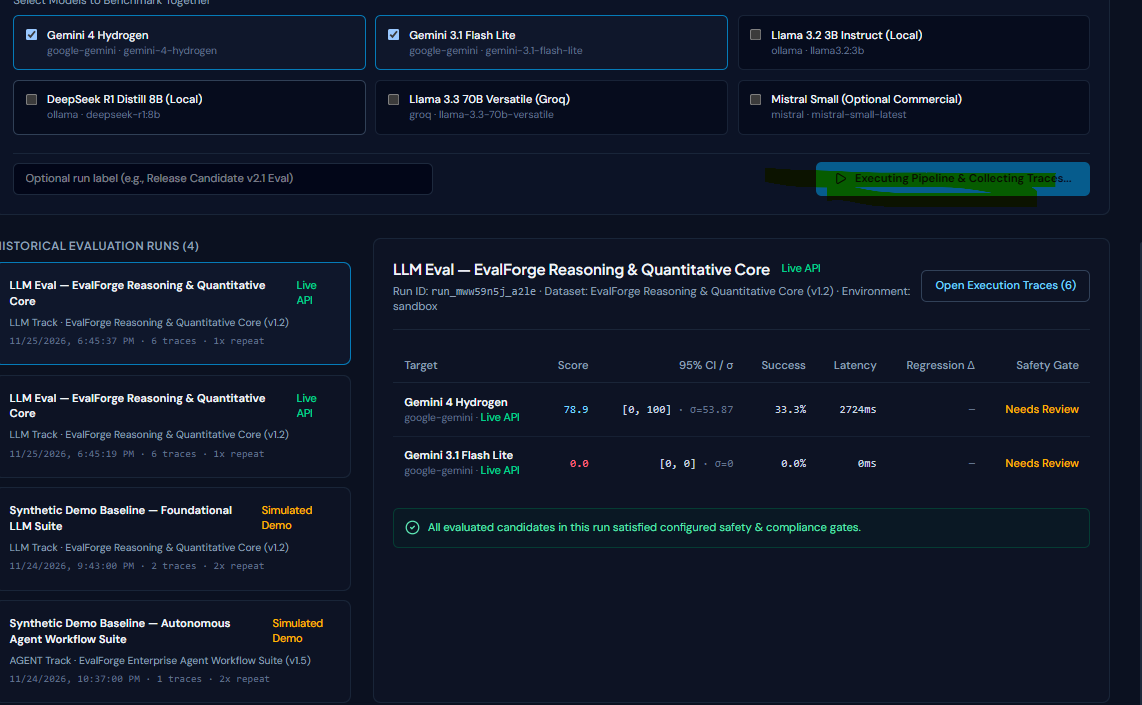 Select Models to Benchmark Together
Gemini 4 Hydrogen
google-gemini · gemini-4-hydrogen
Gemini 3.1 Flash Lite
google-gemini · gemini-3.1-flash-lite
Llama 3.2 3B Instruct (Local)
ollama · llama3.2:3b
DeepSeek R1 Distill 8B (Local)
ollama · deepseek-r1:8b
Llama 3.3 70B Versatile (Groq)
groq · llama-3.3-70b-versatile
Mistral Small (Optional Commercial)
mistral · mistral-small-latest
Optional run label (e.g., Release Candidate v2.1 Eval)
Executing Pipeline & Collecting Traces...
HISTORICAL EVALUATION RUNS (4)
LLM Eval — EvalForge Reasoning & Quantitative Core
Live API
LLM Track · EvalForge Reasoning & Quantitative Core (v1.2)
11/25/2026, 6:45:37 PM · 6 traces · 1x repeat
LLM Eval — EvalForge Reasoning & Quantitative Core
Live API
LLM Track · EvalForge Reasoning & Quantitative Core (v1.2)
11/25/2026, 6:45:19 PM · 6 traces · 1x repeat
Synthetic Demo Baseline — Foundational LLM Suite
Simulated Demo
LLM Track · EvalForge Reasoning & Quantitative Core (v1.2)
11/24/2026, 9:43:00 PM · 2 traces · 2x repeat
Synthetic Demo Baseline — Autonomous Agent Workflow Suite
Simulated Demo
AGENT Track · EvalForge Enterprise Agent Workflow Suite (v1.5)
11/24/2026, 10:37:00 PM · 1 traces · 2x repeat
LLM Eval — EvalForge Reasoning & Quantitative Core Live API
Run ID: run_mww59n5j_a2le · Dataset: EvalForge Reasoning & Quantitative Core (v1.2) · Environment:
sandbox
Open Execution Traces (6)
Target Score 95% CI / σ Success Latency Regression Δ Safety Gate
Gemini 4 Hydrogen
google-gemini · Live API
78.9 [0, 100] · σ=53.87 33.3% 2724ms — Needs Review
Gemini 3.1 Flash Lite
google-gemini · Live API
0.0 [0, 0] · σ=0 0.0% 0ms — Needs Review
All evaluated candidates in this run satisfied configured safety & compliance gates.